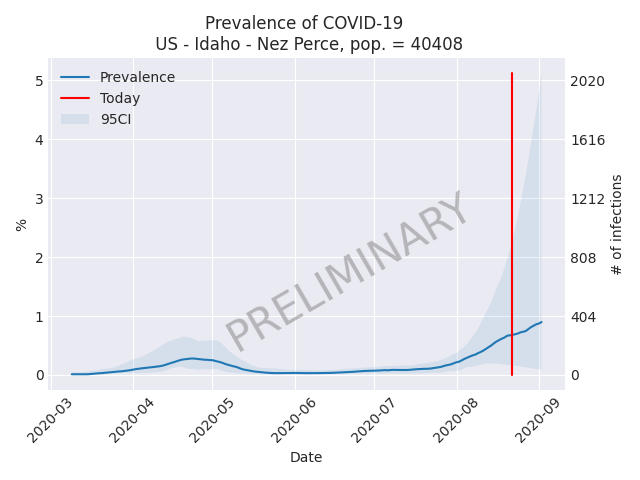 Prevalence of COVID-19
US - Idaho - Nez Perce, pop. = 40408
Prevalence
Today
95CI
PRELIMINARY
%
5
4
3
2
1
0
2020
1616
1212
808
404
0
# of infections
2020-03
2020-04
2020-05
2020-06
2020-07
2020-08
2020-09
Date